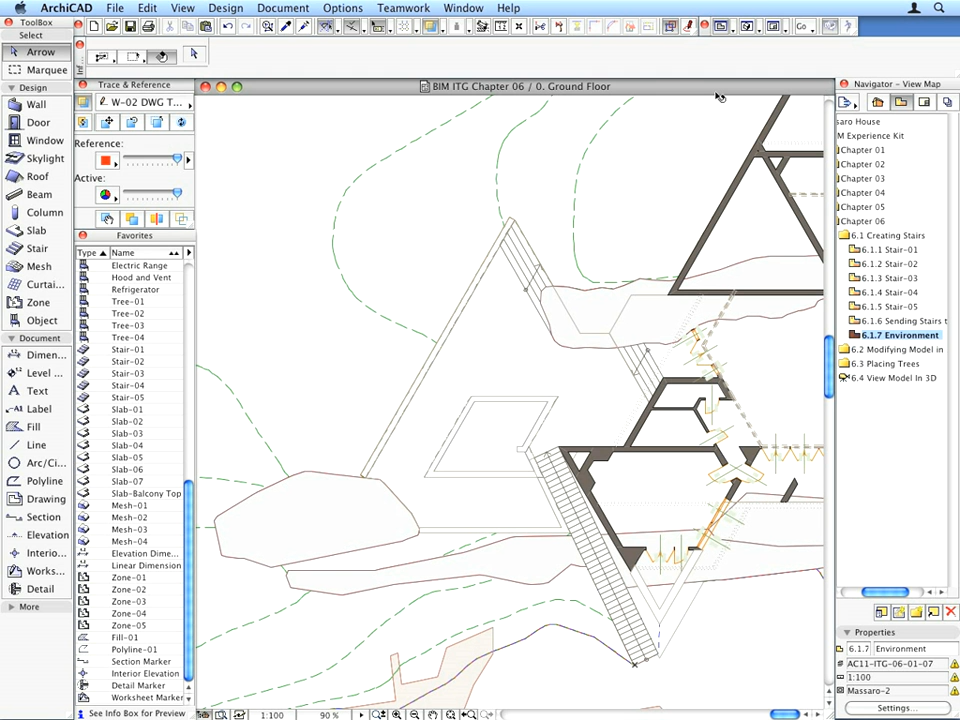 ArchiCAD File Edit View Design Document Options Teamwork Window Help
ToolBox
Select
Arrow
Marquee
Design
Wall
Door
Window
Skylight
Roof
Beam
Column
Slab
Stair
Mesh
Curtai...
Zone
Object
Document
Dimen...
Level ...
Text
Label
Fill
Line
Arc/Ci...
Polyline
Drawing
Section
Elevation
Interio...
Works...
Detail
More
Go...
Trace & Reference
W-02 DWG T...
Reference:
Active:
Favorites
Type Name
Electric Range
Hood and Vent
Refrigerator
Tree-01
Tree-02
Tree-03
Tree-04
Stair-01
Stair-02
Stair-03
Stair-04
Stair-05
Slab-01
Slab-02
Slab-03
Slab-04
Slab-05
Slab-06
Slab-07
Slab-Balcony Top
Mesh-01
Mesh-02
Mesh-03
Mesh-04
Elevation Dime...
Linear Dimension
Zone-01
Zone-02
Zone-03
Zone-04
Zone-05
Fill-01
Polyline-01
Section Marker
Interior Elevation
Detail Marker
Worksheet Marker
See Info Box for Preview
BIM ITG Chapter 06 / 0. Ground Floor
1:100 90 %
Navigator - View Map
saro House
M Experience Kit
Chapter 01
Chapter 02
Chapter 03
Chapter 04
Chapter 05
Chapter 06
6.1 Creating Stairs
6.1.1 Stair-01
6.1.2 Stair-02
6.1.3 Stair-03
6.1.4 Stair-04
6.1.5 Stair-05
6.1.6 Sending Stairs t
6.1.7 Environment
6.2 Modifying Model in
6.3 Placing Trees
6.4 View Model In 3D
Properties
6.1.7 Environment
AC11-ITG-06-01-07
1:100
Massaro-2
Settings...